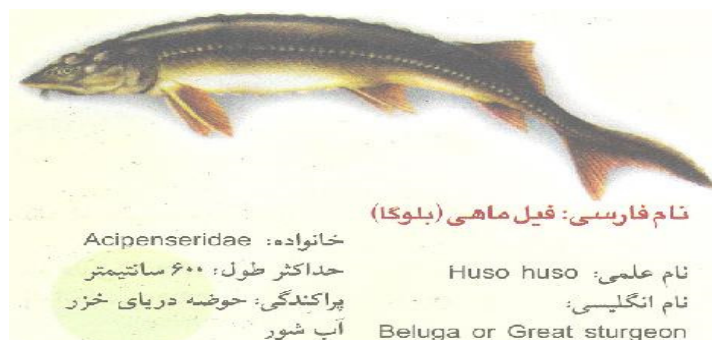 نام فارسی: فیل ماهی (بلوگا)
نام علمی: Huso huso
نام انگلیسی:
Beluga or Great sturgeon
خانواده: Acipenseridae
حداکثر طول: ۶۰۰ سانتیمتر
پراکندگی: حوضه دریای خزر
آب شور